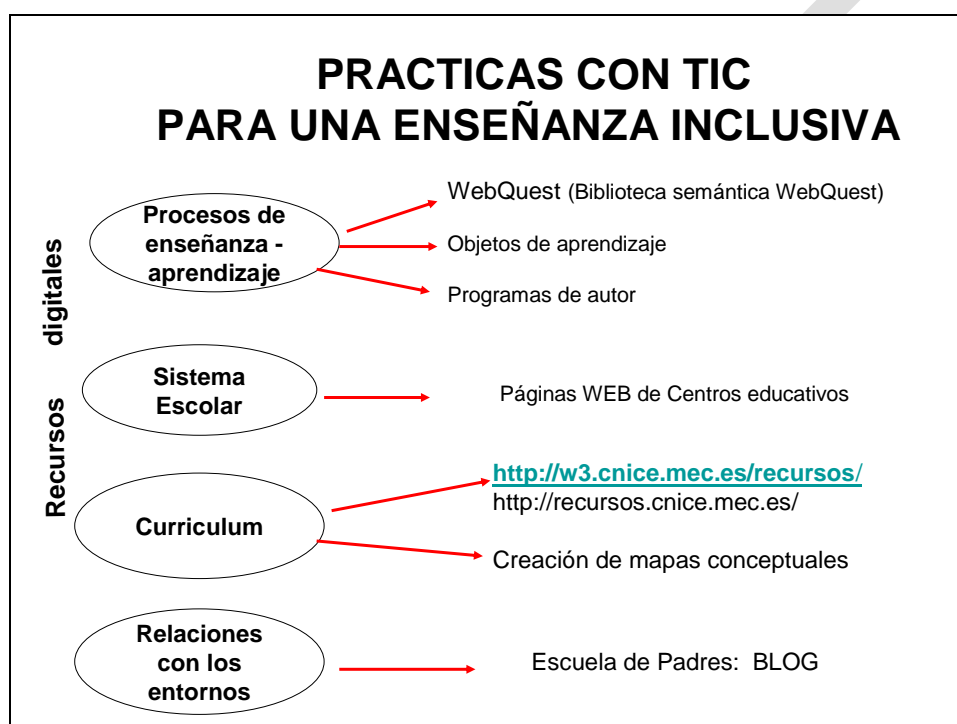 PRACTICAS CON TIC
PARA UNA ENSEÑANZA INCLUSIVA
Recursos digitales
Procesos de
enseñanza -
aprendizaje
WebQuest (Biblioteca semántica WebQuest)
Objetos de aprendizaje
Programas de autor
Sistema
Escolar
Páginas WEB de Centros educativos
Curriculum
http://w3.cnice.mec.es/recursos/
http://recursos.cnice.mec.es/
Creación de mapas conceptuales
Relaciones
con los
entornos
Escuela de Padres: BLOG